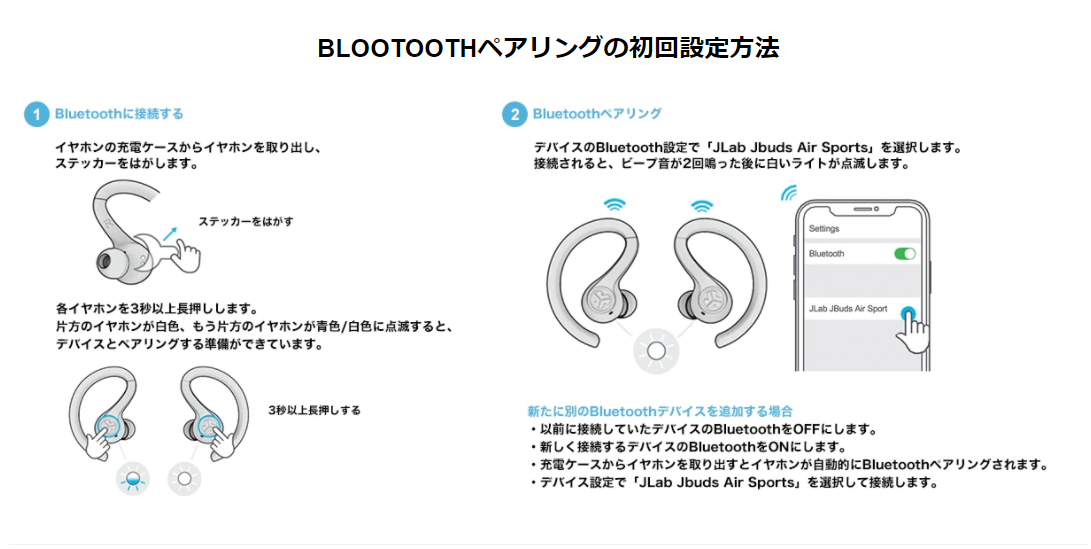 BLOOTOOTHペアリングの初回設定方法
1 Bluetoothに接続する
イヤホンの充電ケースからイヤホンを取り出し、
ステッカーをはがします。
ステッカーをはがす
各イヤホンを3秒以上長押しします。
片方のイヤホンが白色、もう片方のイヤホンが青色/白色に点滅すると、
デバイスとペアリングする準備ができています。
3秒以上長押しする
2 Bluetoothペアリング
デバイスのBluetooth設定で「JLab Jbuds Air Sports」を選択します。
接続されると、ビープ音が2回鳴った後に白いライトが点滅します。
Settings
Bluetooth
JLab JBuds Air Sport
新たに別のBluetoothデバイスを追加する場合
・以前に接続していたデバイスのBluetoothをOFFにします。
・新しく接続するデバイスのBluetoothをONにします。
・充電ケースからイヤホンを取り出すとイヤホンが自動的にBluetoothペアリングされます。
・デバイス設定で「JLab Jbuds Air Sports」を選択して接続します。